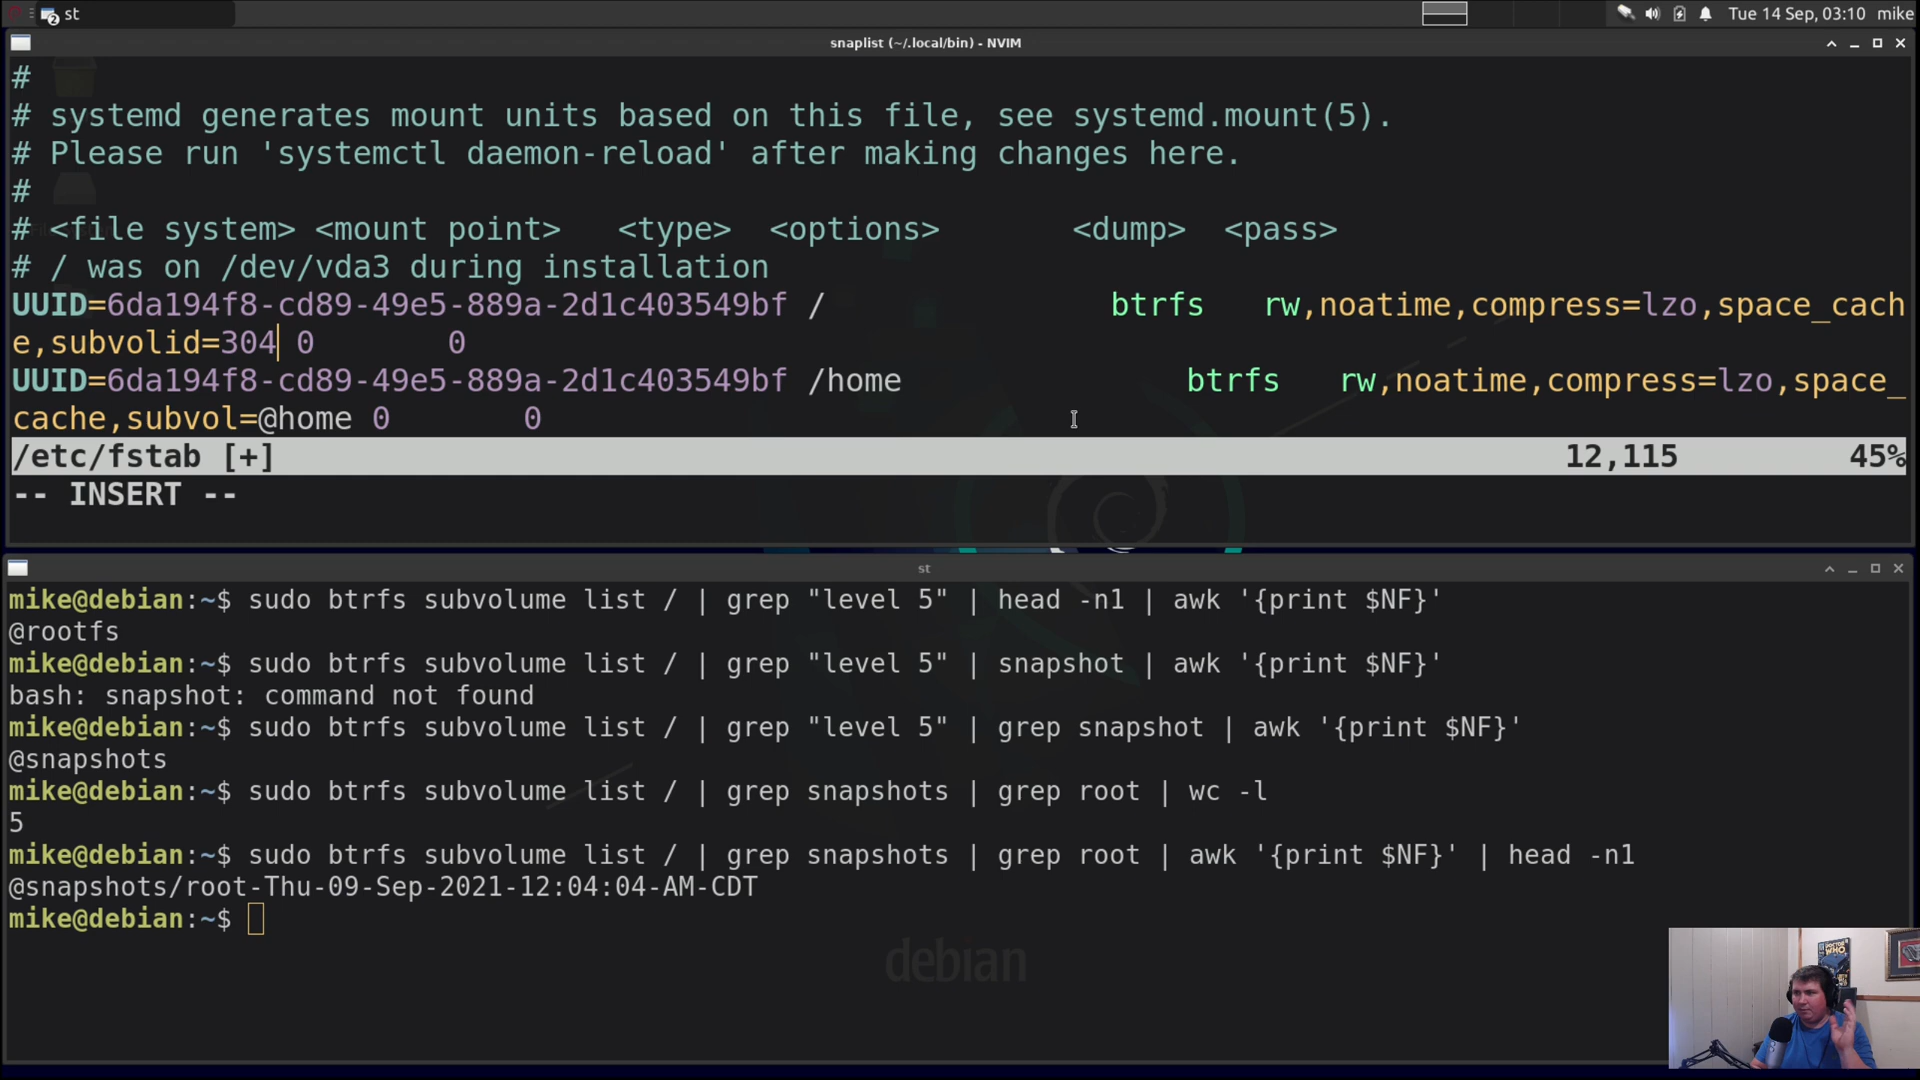 st
2
Tue 14 Sep, 03:10 mike
snaplist (~/.local/bin) - NVIM
#
# systemd generates mount units based on this file, see systemd.mount(5).
# Please run 'systemctl daemon-reload' after making changes here.
#
# <file system> <mount point>   <type>  <options>       <dump>  <pass>
# / was on /dev/vda3 during installation
UUID=6da194f8-cd89-49e5-889a-2d1c403549bf /               btrfs   rw,noatime,compress=lzo,space_cach
e,subvolid=304 0       0
UUID=6da194f8-cd89-49e5-889a-2d1c403549bf /home               btrfs   rw,noatime,compress=lzo,space_
cache,subvol=@home 0       0
/etc/fstab [+] 12,115 45%
-- INSERT --
st
mike@debian:~$ sudo btrfs subvolume list / | grep "level 5" | head -n1 | awk '{print $NF}'
@rootfs
mike@debian:~$ sudo btrfs subvolume list / | grep "level 5" | snapshot | awk '{print $NF}'
bash: snapshot: command not found
mike@debian:~$ sudo btrfs subvolume list / | grep "level 5" | grep snapshot | awk '{print $NF}'
@snapshots
mike@debian:~$ sudo btrfs subvolume list / | grep snapshots | grep root | wc -l
5
mike@debian:~$ sudo btrfs subvolume list / | grep snapshots | grep root | awk '{print $NF}' | head -n1
@snapshots/root-Thu-09-Sep-2021-12:04:04-AM-CDT
mike@debian:~$
debian
DOCTOR
WHO